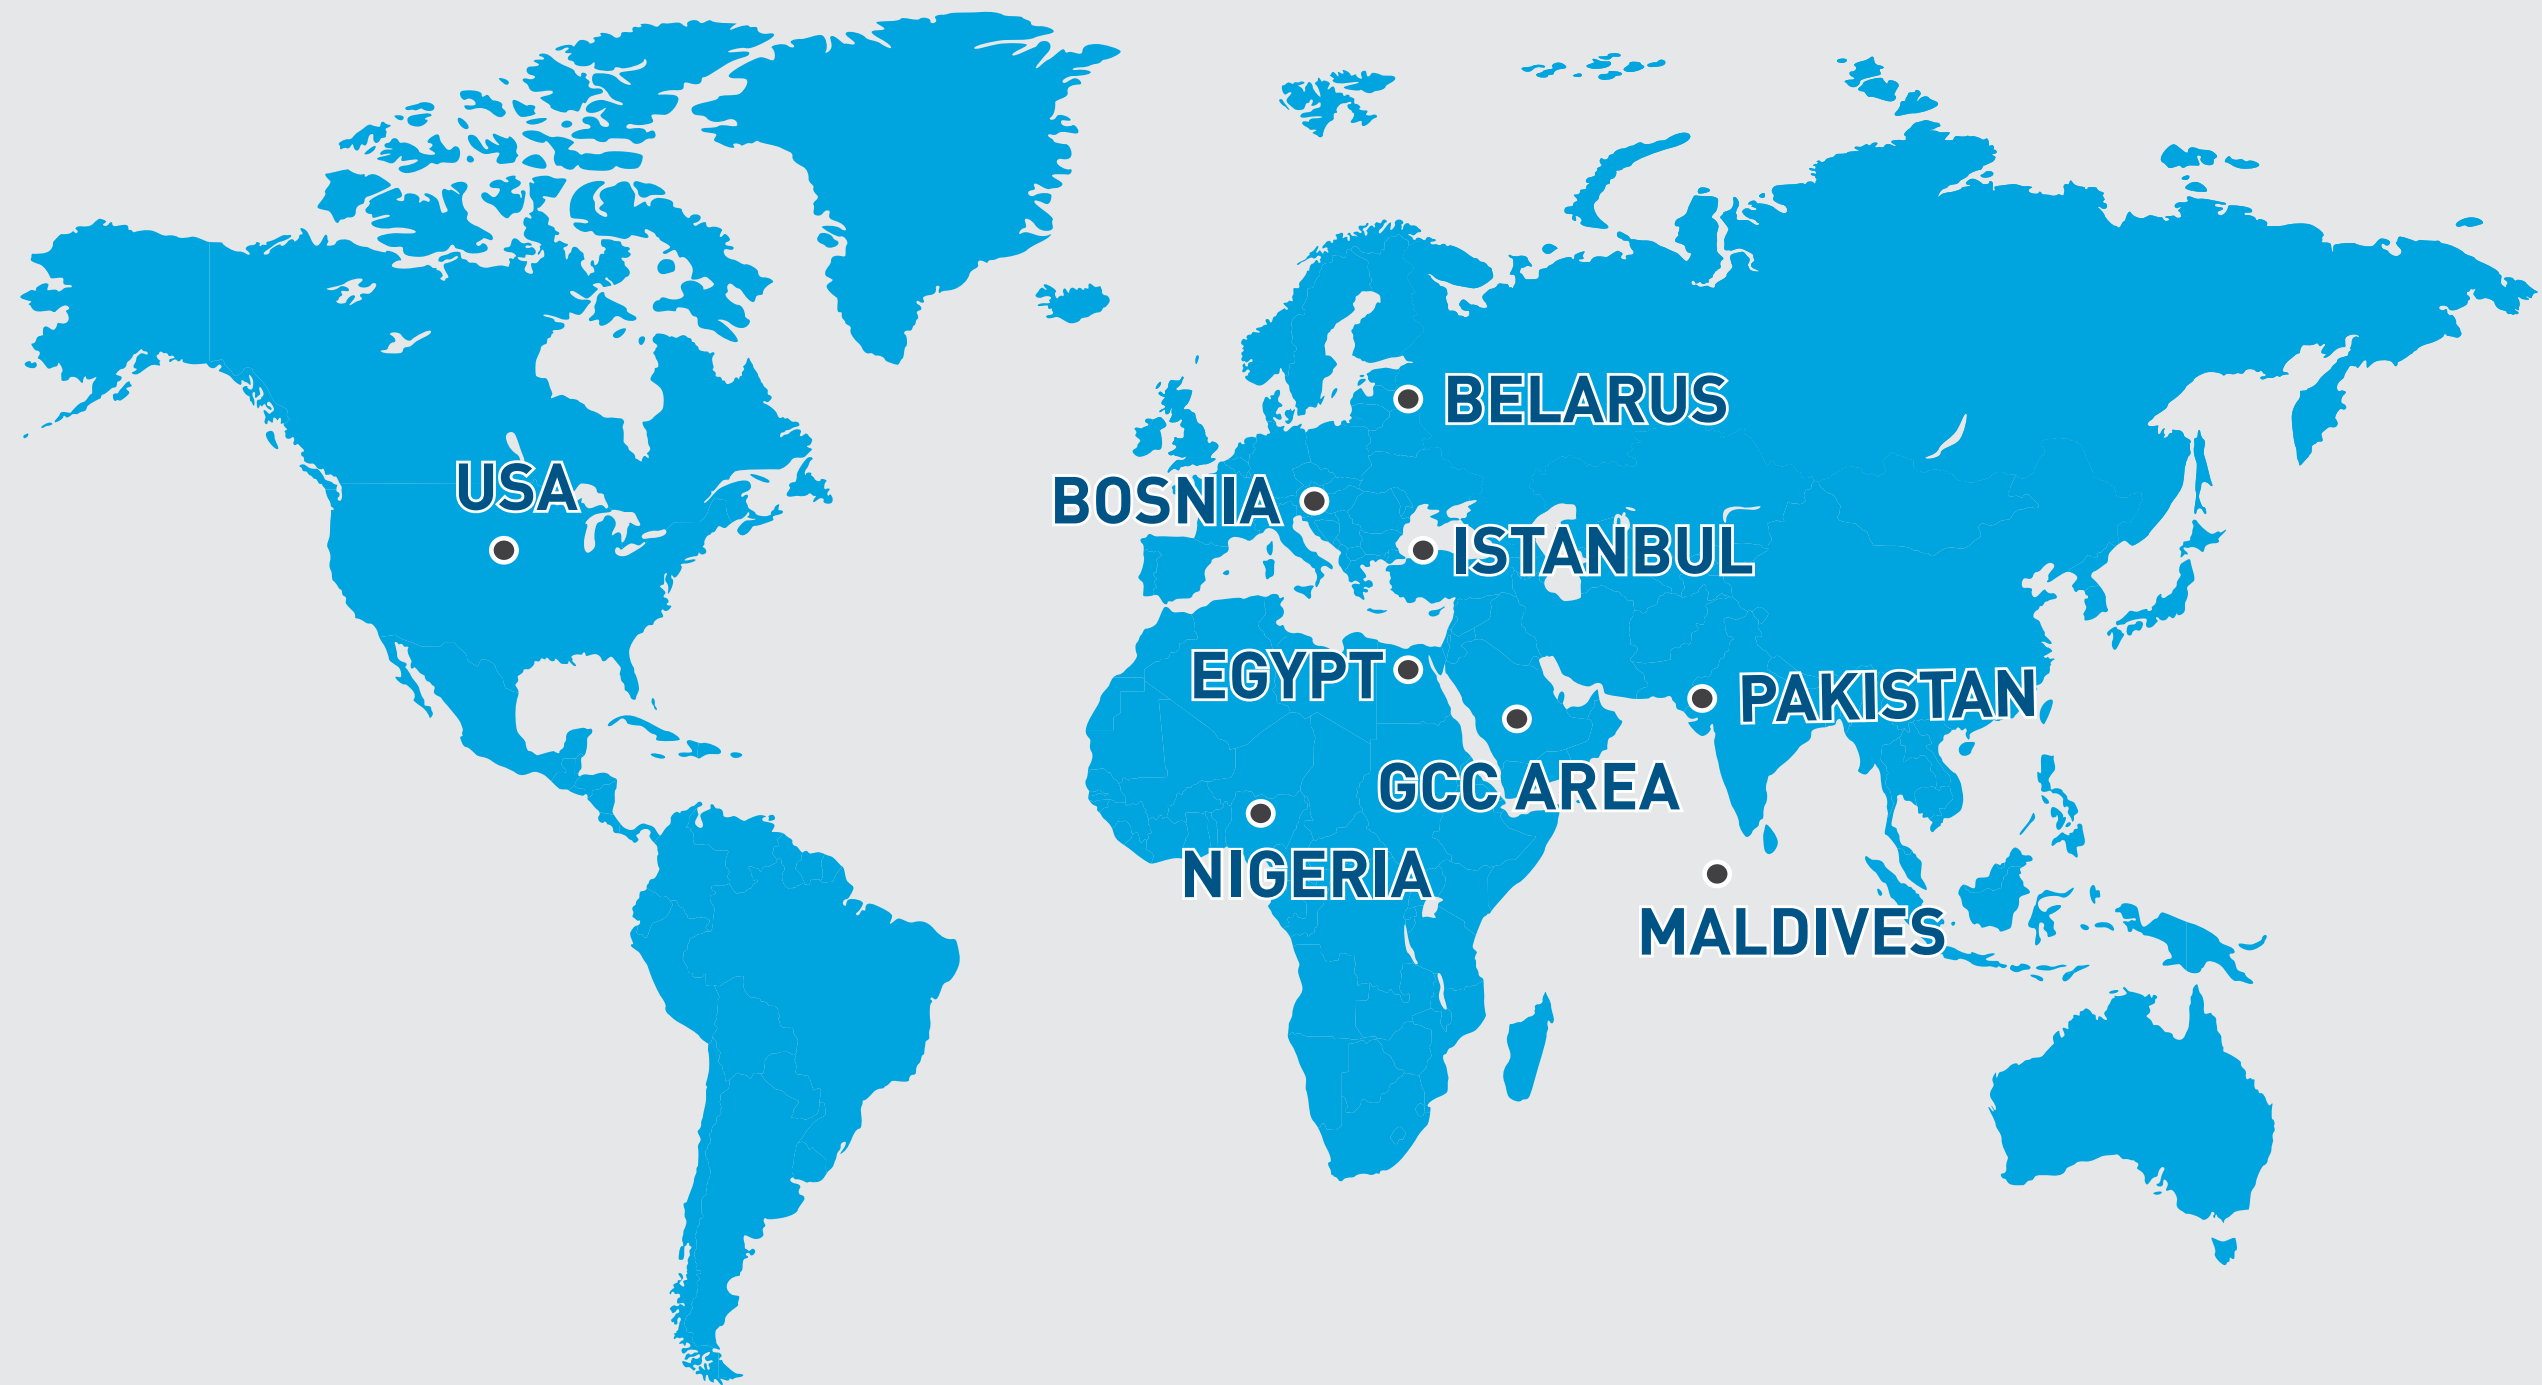 BELARUS
USA
BOSNIA
ISTANBUL
EGYPT
PAKISTAN
GCC AREA
NIGERIA
MALDIVES